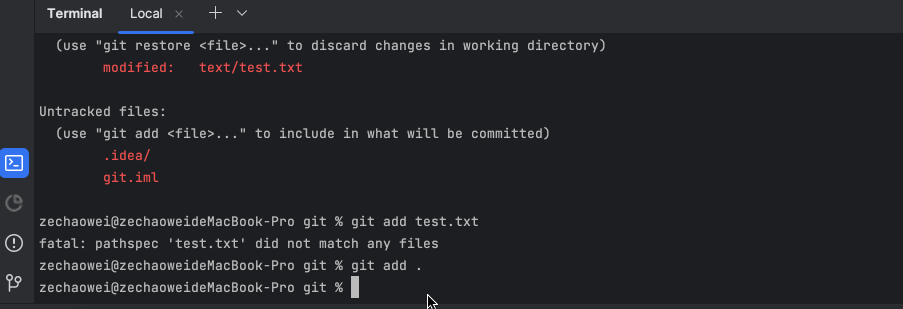 Terminal Local × +
(use "git restore <file>..." to discard changes in working directory)
modified: text/test.txt
Untracked files:
(use "git add <file>..." to include in what will be committed)
.idea/
git.iml
zechaowei@zechaoweideMacBook-Pro git % git add test.txt
fatal: pathspec 'test.txt' did not match any files
zechaowei@zechaoweideMacBook-Pro git % git add .
zechaowei@zechaoweideMacBook-Pro git %